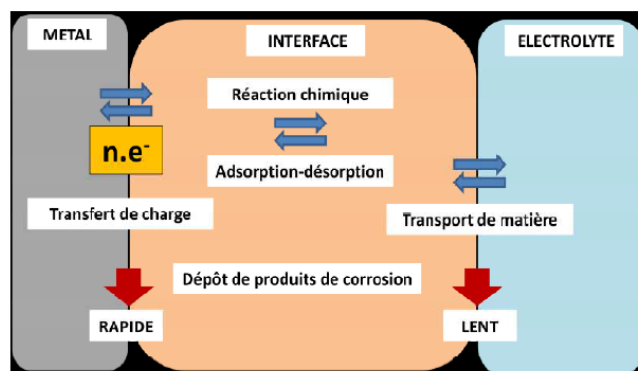 METAL
INTERFACE
ELECTROLYTE
Réaction chimique
n.e-
Adsorption-désorption
Transfert de charge
Transport de matière
Dépôt de produits de corrosion
RAPIDE
LENT